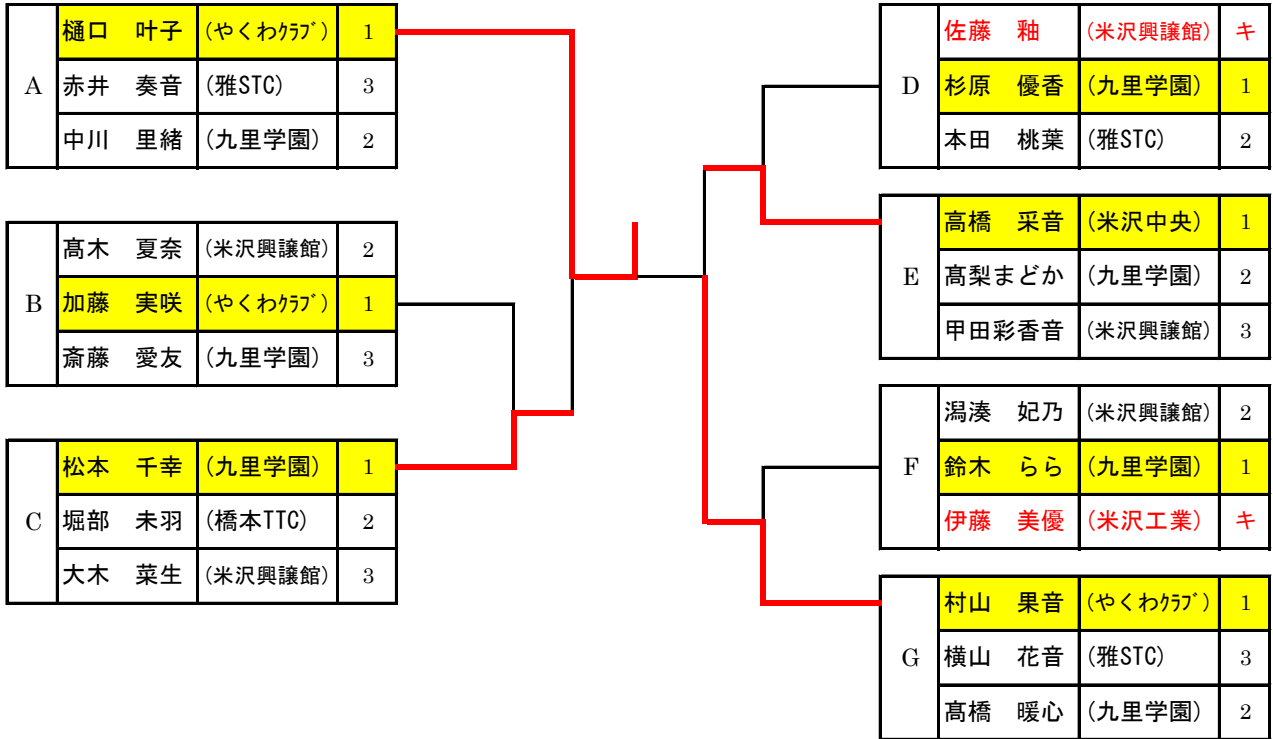 A
樋口　叶子 (やくわｸﾗﾌﾞ) 1
赤井　奏音 (雅STC) 3
中川　里緒 (九里学園) 2
B
髙木　夏奈 (米沢興譲館) 2
加藤　実咲 (やくわｸﾗﾌﾞ) 1
斎藤　愛友 (九里学園) 3
C
松本　千幸 (九里学園) 1
堀部　未羽 (橋本TTC) 2
大木　菜生 (米沢興譲館) 3
D
佐藤　釉 (米沢興譲館) キ
杉原　優香 (九里学園) 1
本田　桃葉 (雅STC) 2
E
高橋　采音 (米沢中央) 1
髙梨まどか (九里学園) 2
甲田彩香音 (米沢興譲館) 3
F
潟湊　妃乃 (米沢興譲館) 2
鈴木　らら (九里学園) 1
伊藤　美優 (米沢工業) キ
G
村山　果音 (やくわｸﾗﾌﾞ) 1
横山　花音 (雅STC) 3
髙橋　暖心 (九里学園) 2